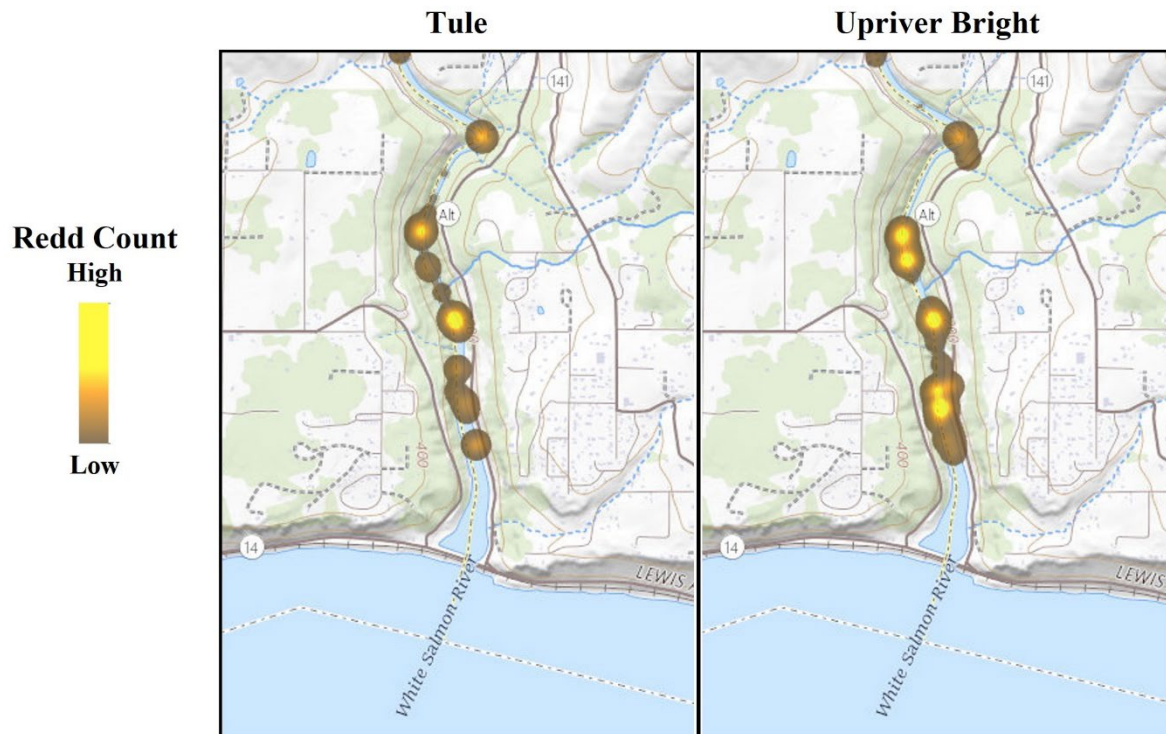 Tule
Upriver Bright
Redd Count
High
Low
141
Alt
400
14
LEWIS
White Salmon River
141
Alt
400
14
LEWIS
White Salmon River